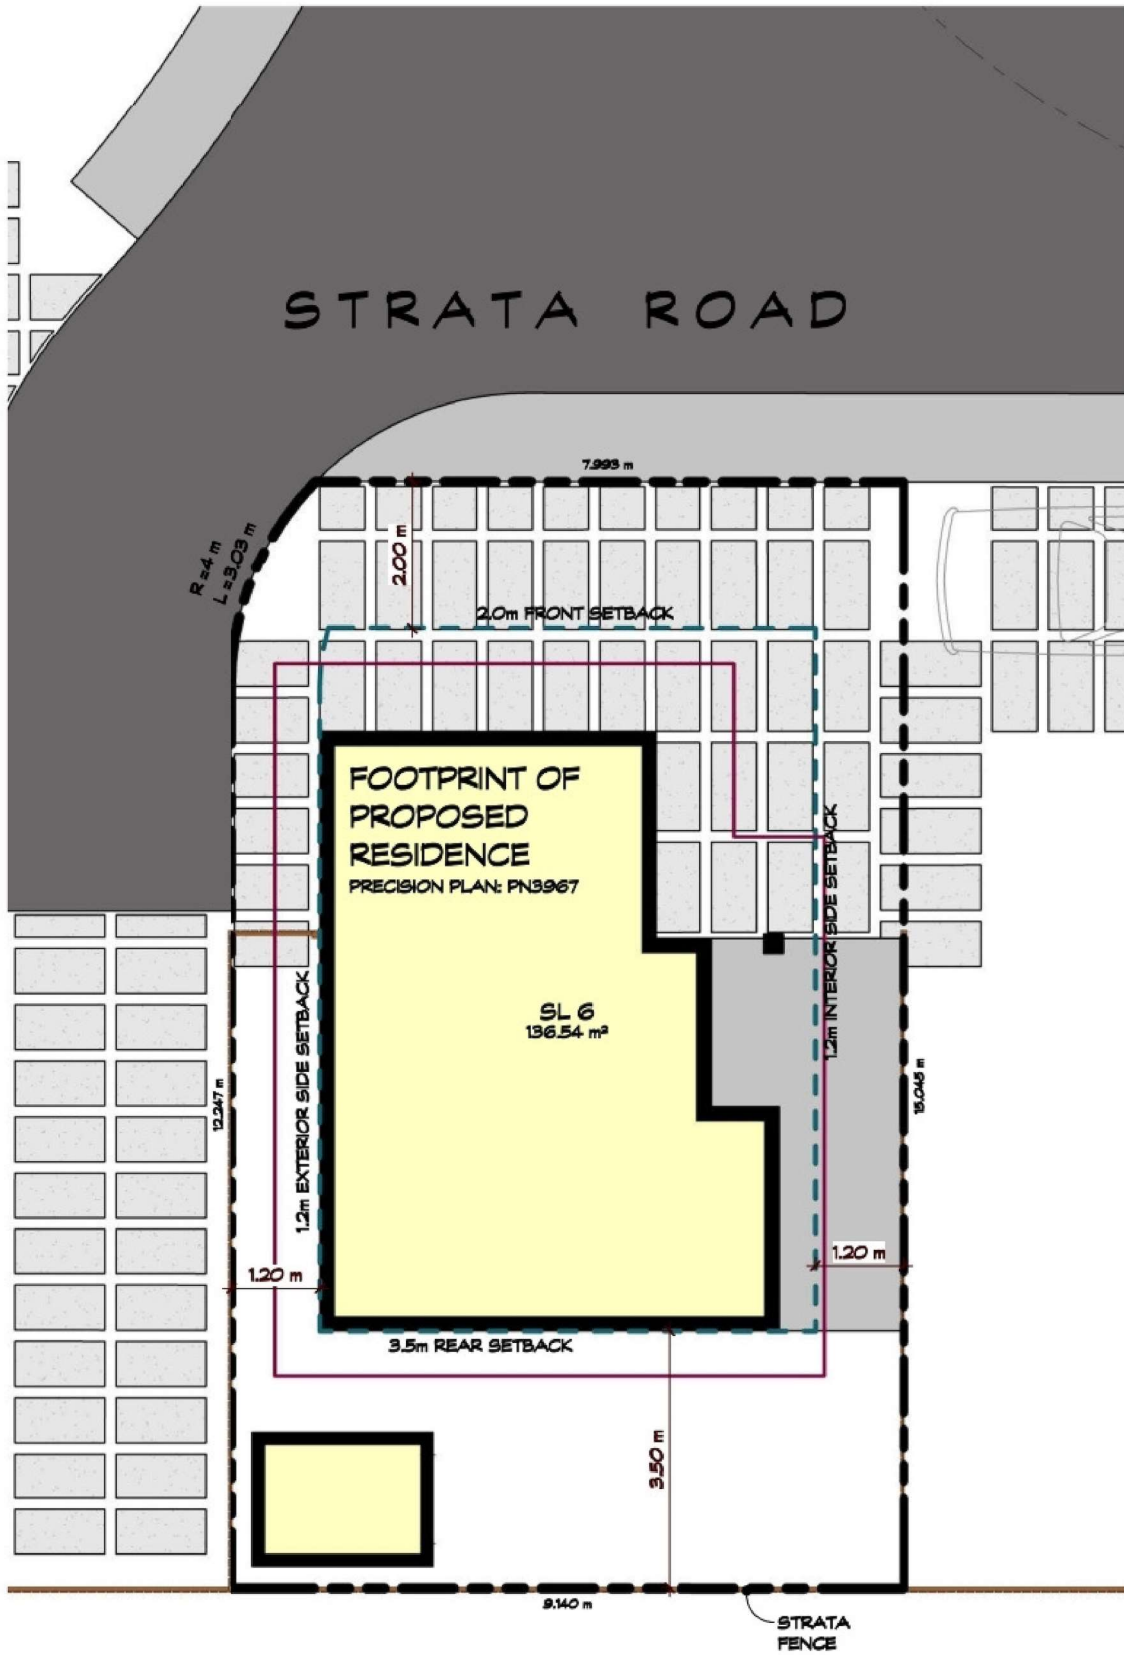 STRATA ROAD
7.993 m
R = 4 m
L = 3.03 m
2.00 m
2.0m FRONT SETBACK
FOOTPRINT OF
PROPOSED
RESIDENCE
PRECISION PLAN: PN3967
1.2m INTERIOR SIDE SETBACK
SL 6
136.54 m²
1.2m EXTERIOR SIDE SETBACK
12.247 m
15.045 m
1.20 m
1.20 m
3.5m REAR SETBACK
3.50 m
9.140 m
STRATA
FENCE